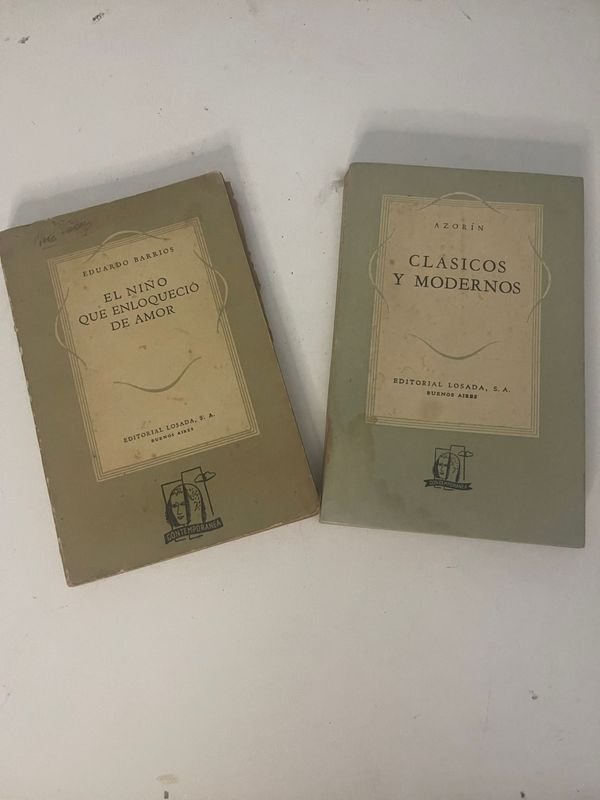 EDUARDO BARRIOS
EL NIÑO
QUE ENLOQUECIÓ
DE AMOR
EDITORIAL LOSADA, S. A.
BUENOS AIRES
CONTEMPORANEA
AZORÍN
CLÁSICOS
Y MODERNOS
EDITORIAL LOSADA, S. A.
BUENOS AIRES
CONTEMPORANEA